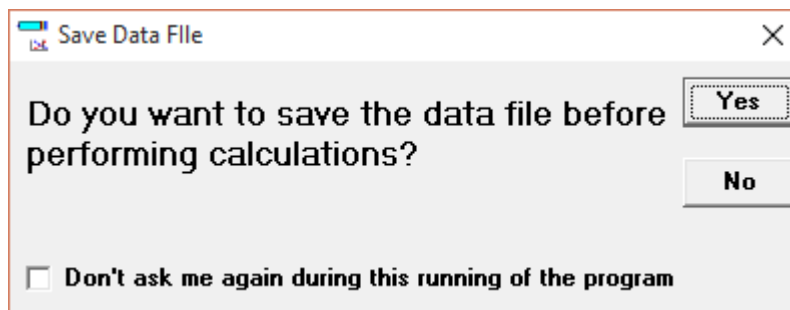 Save Data FIle
Do you want to save the data file before
performing calculations?
Yes
No
Don't ask me again during this running of the program